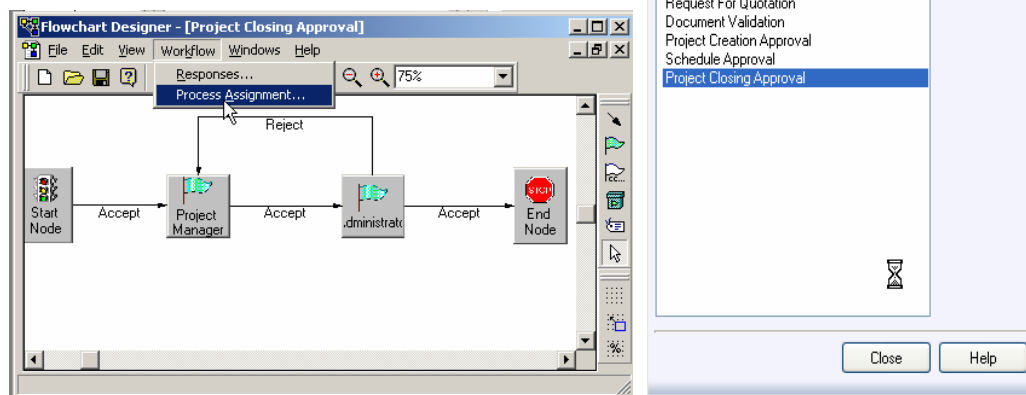 Flowchart Designer - [Project Closing Approval]
File Edit View Workflow Windows Help
75%
Responses...
Process Assignment...
Reject
Start
Node
Accept
Project
Manager
Accept
.dministrato
Accept
STOP
End
Node
CC...
Request For Quotation
Document Validation
Project Creation Approval
Schedule Approval
Project Closing Approval
Close
Help